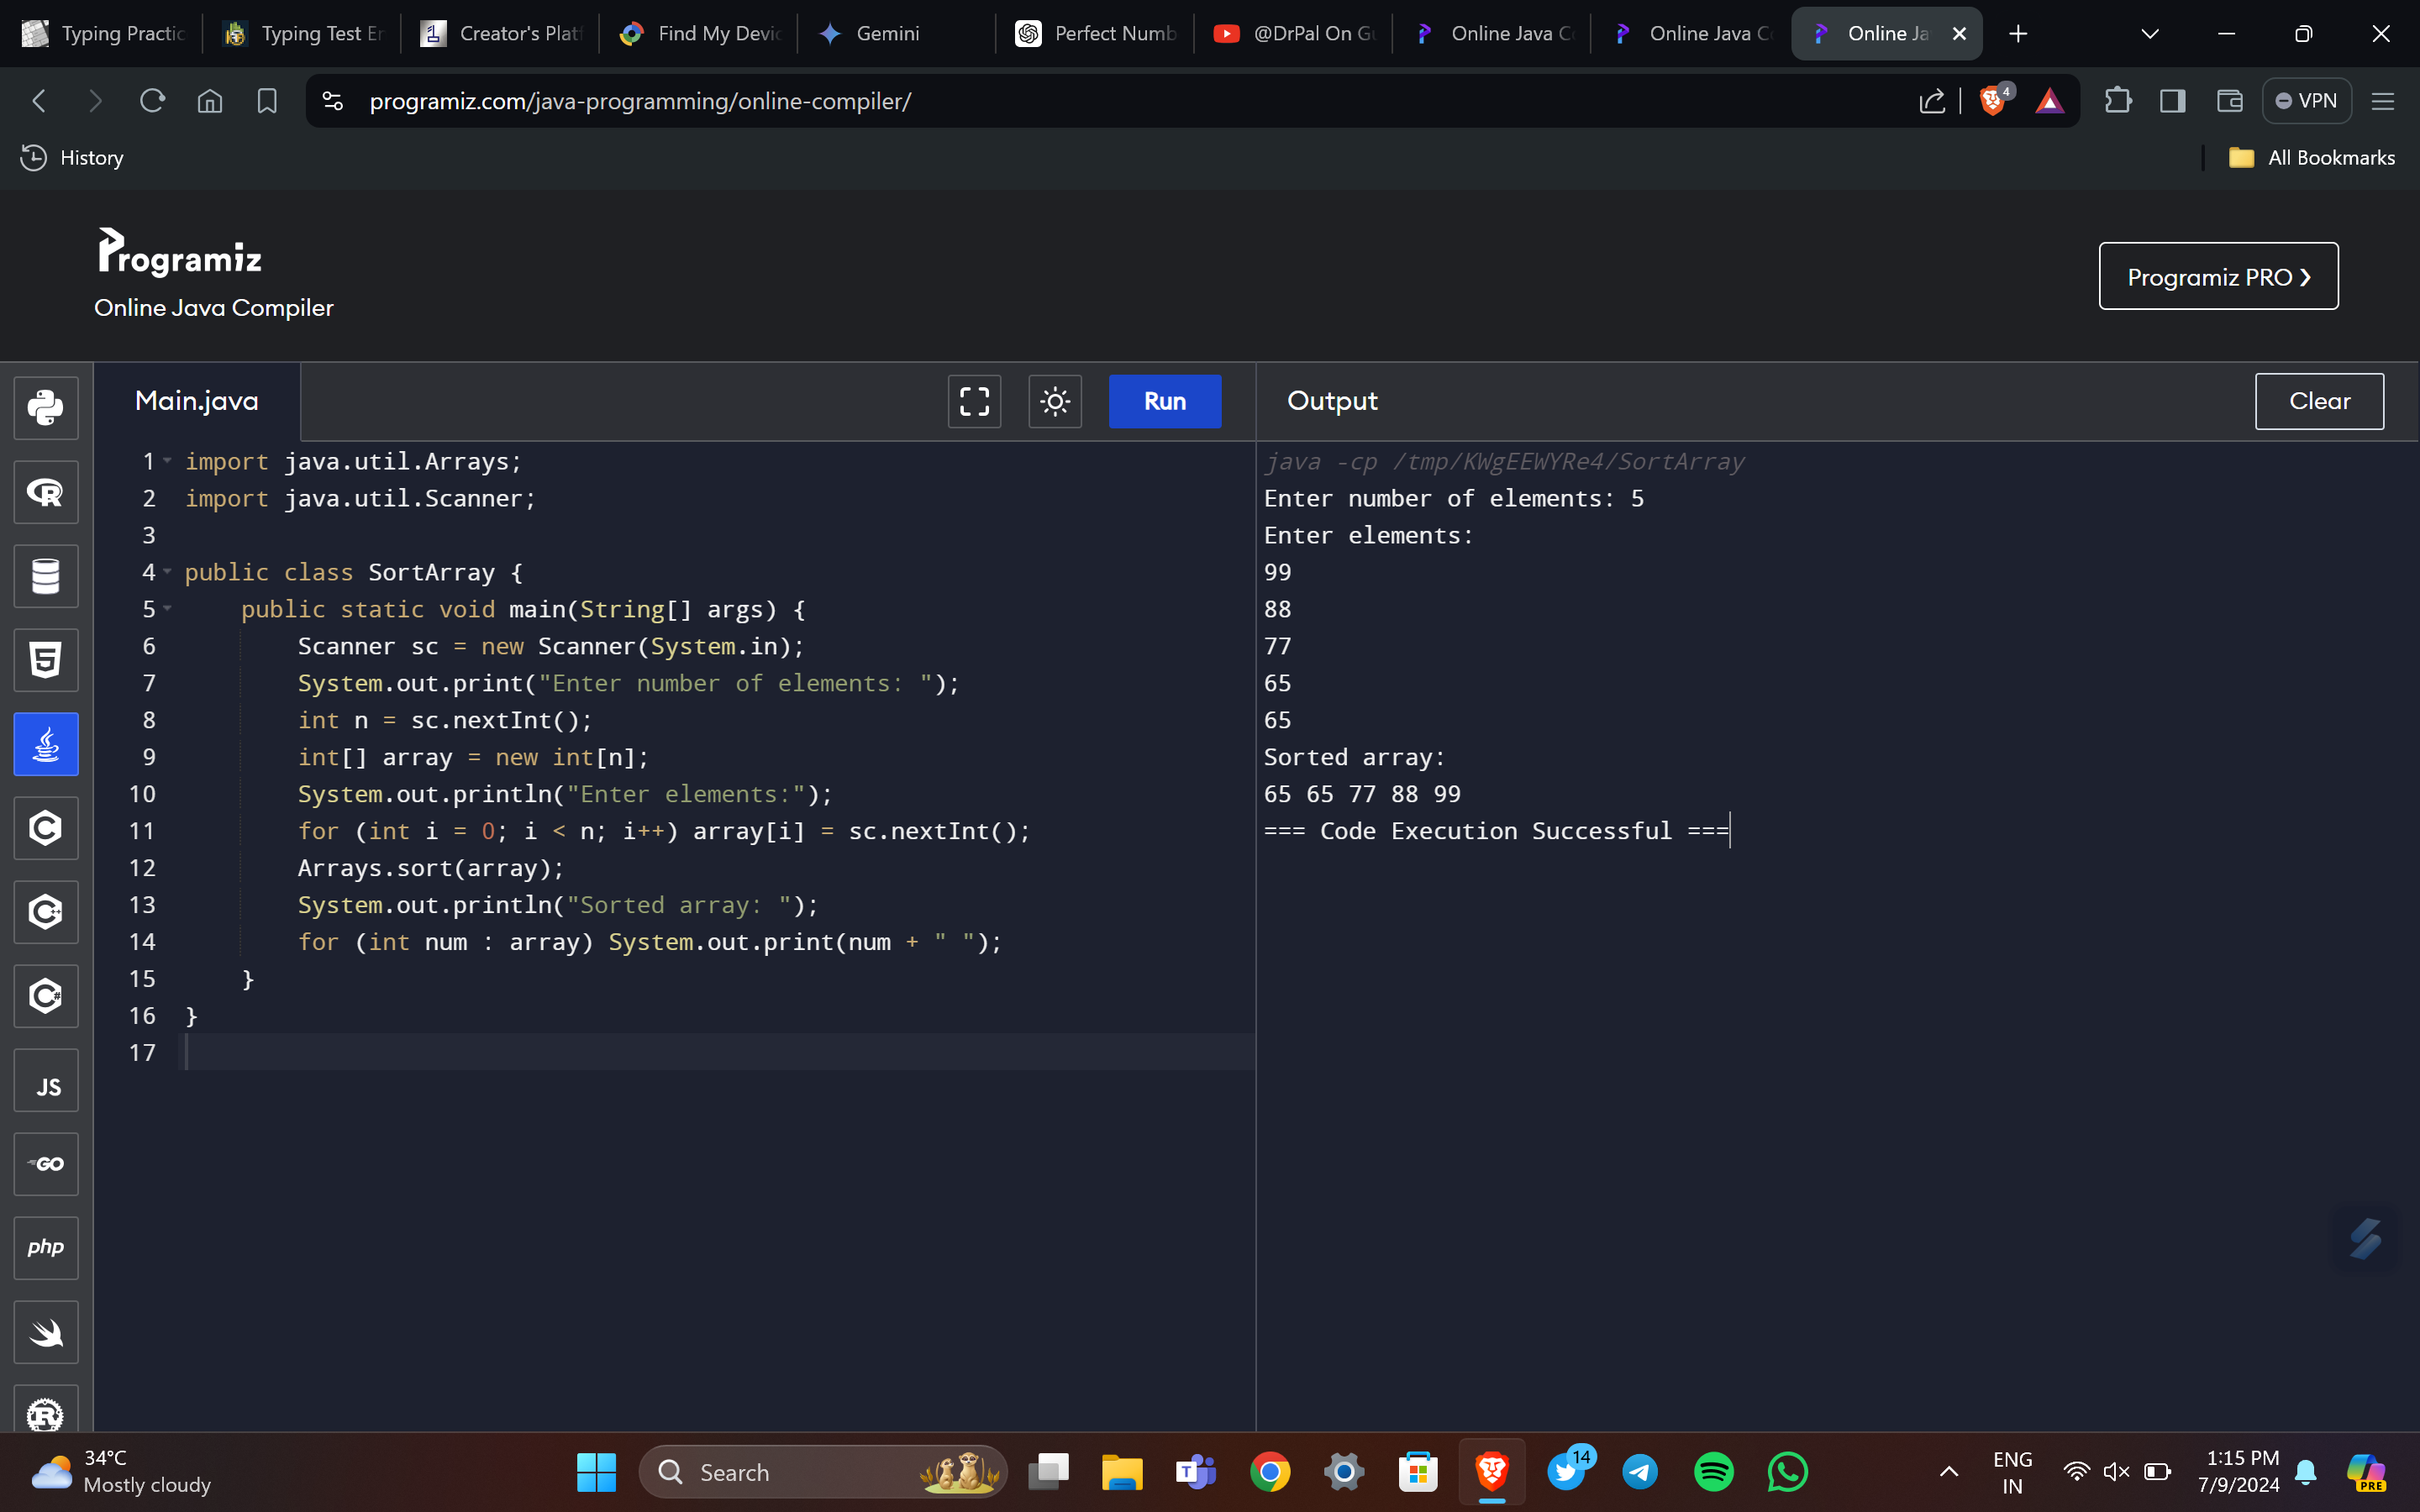 Typing Practic
Typing Test En
Creator's Platf
Find My Devic
Gemini
Perfect Numb
@DrPal On Gu
Online Java Co
Online Java Co
Online Ja
programiz.com/java-programming/online-compiler/
4
VPN
History
All Bookmarks
Programiz
Online Java Compiler
Programiz PRO ❯
Main.java
Run
Output
Clear
1 import java.util.Arrays;
2 import java.util.Scanner;
3
4 public class SortArray {
5     public static void main(String[] args) {
6         Scanner sc = new Scanner(System.in);
7         System.out.print("Enter number of elements: ");
8         int n = sc.nextInt();
9         int[] array = new int[n];
10         System.out.println("Enter elements:");
11         for (int i = 0; i < n; i++) array[i] = sc.nextInt();
12         Arrays.sort(array);
13         System.out.println("Sorted array: ");
14         for (int num : array) System.out.print(num + " ");
15     }
16 }
17
java -cp /tmp/KWgEEWYRe4/SortArray
Enter number of elements: 5
Enter elements:
99
88
77
65
65
Sorted array:
65 65 77 88 99
=== Code Execution Successful ===
R
5
C
C++
C#
JS
GO
php
R
34°C
Mostly cloudy
Search
T
14
ENG
IN
1:15 PM
7/9/2024
PRE